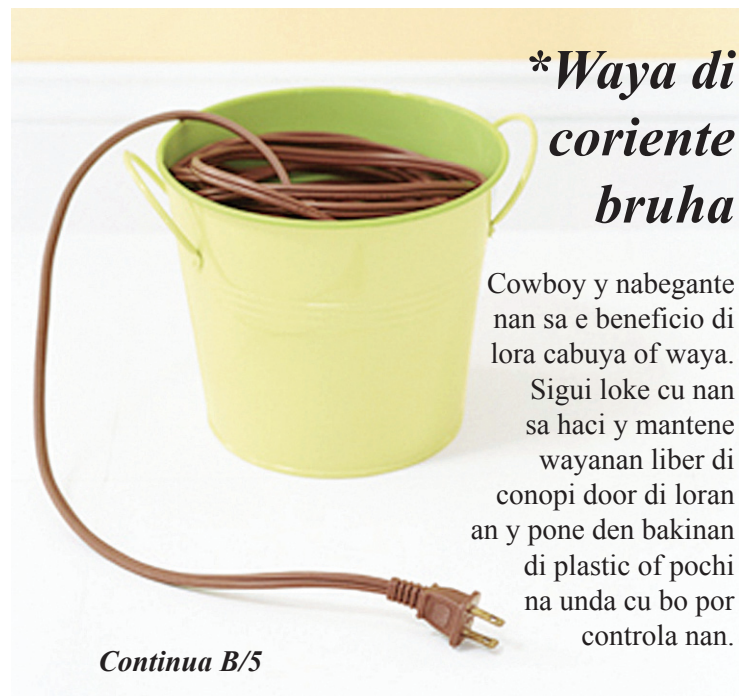 *Waya di
coriente
bruha
Cowboy y nabegante
nan sa e beneficio di
lora cabuya of waya.
Sigui loke cu nan
sa haci y mantene
wayanan liber di
conopi door di loran
an y pone den bakinan
di plastic of pochi
na unda cu bo por
controla nan.
Continua B/5